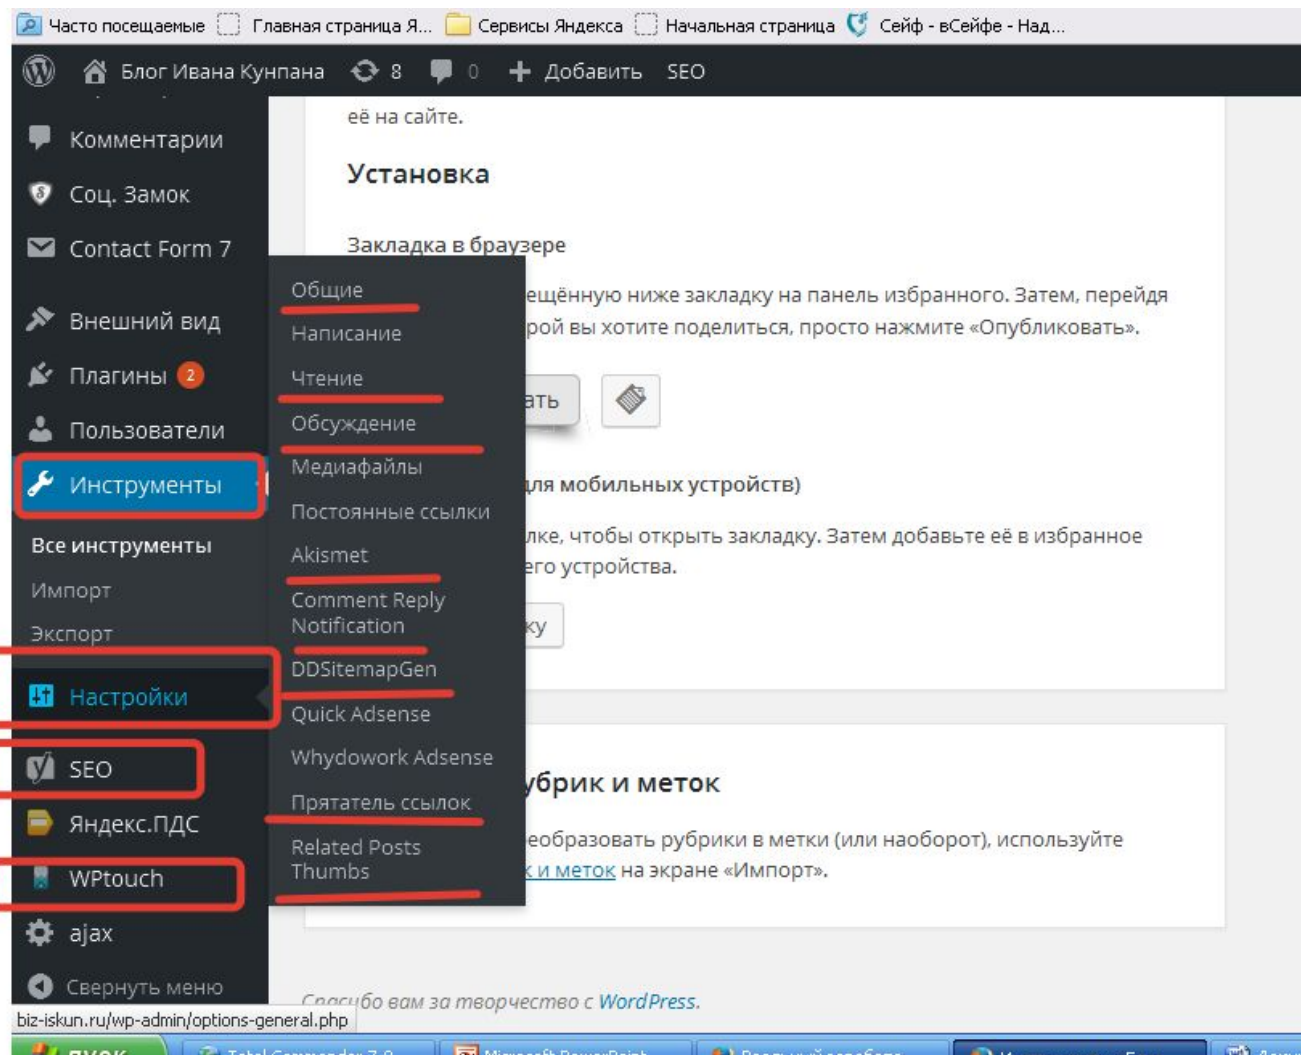 Часто посещаемые Главная страница Я... Сервисы Яндекса Начальная страница Сейф - вСейфе - Над...
Блог Ивана Кунпана 8 0 Добавить SEO
Комментарии
Соц. Замок
Contact Form 7
Внешний вид
Плагины 2
Пользователи
Инструменты
Все инструменты
Импорт
Экспорт
Настройки
SEO
Яндекс.ПДС
WPtouch
ajax
Свернуть меню
Общие
Написание
Чтение
Обсуждение
Медиафайлы
Постоянные ссылки
Akismet
Comment Reply
Notification
DDSitemapGen
Quick Adsense
Whydowork Adsense
Прятатель ссылок
Related Posts
Thumbs
её на сайте.
Установка
Закладка в браузере
ещённую ниже закладку на панель избранного. Затем, перейдя
рой вы хотите поделиться, просто нажмите «Опубликовать».
ать
для мобильных устройств)
лке, чтобы открыть закладку. Затем добавьте её в избранное
его устройства.
ку
убрик и меток
еобразовать рубрики в метки (или наоборот), используйте
к и меток на экране «Импорт».
Спасибо вам за творчество с WordPress.
biz-iskun.ru/wp-admin/options-general.php
пуск